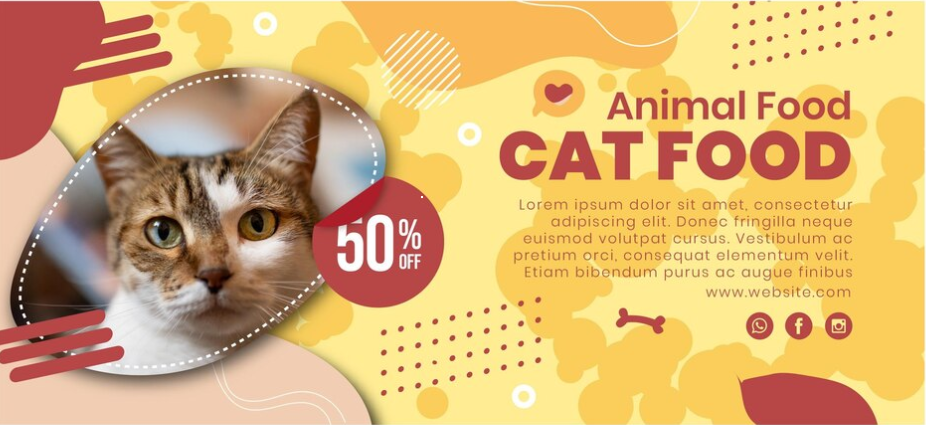 Animal Food
CAT FOOD
50% OFF
Lorem ipsum dolor sit amet, consectetur
adipiscing elit. Donec fringilla neque
euismod volutpat cursus. Vestibulum ac
pretium orci, consequat elementum velit.
Etiam bibendum purus ac augue finibus
www.website.com